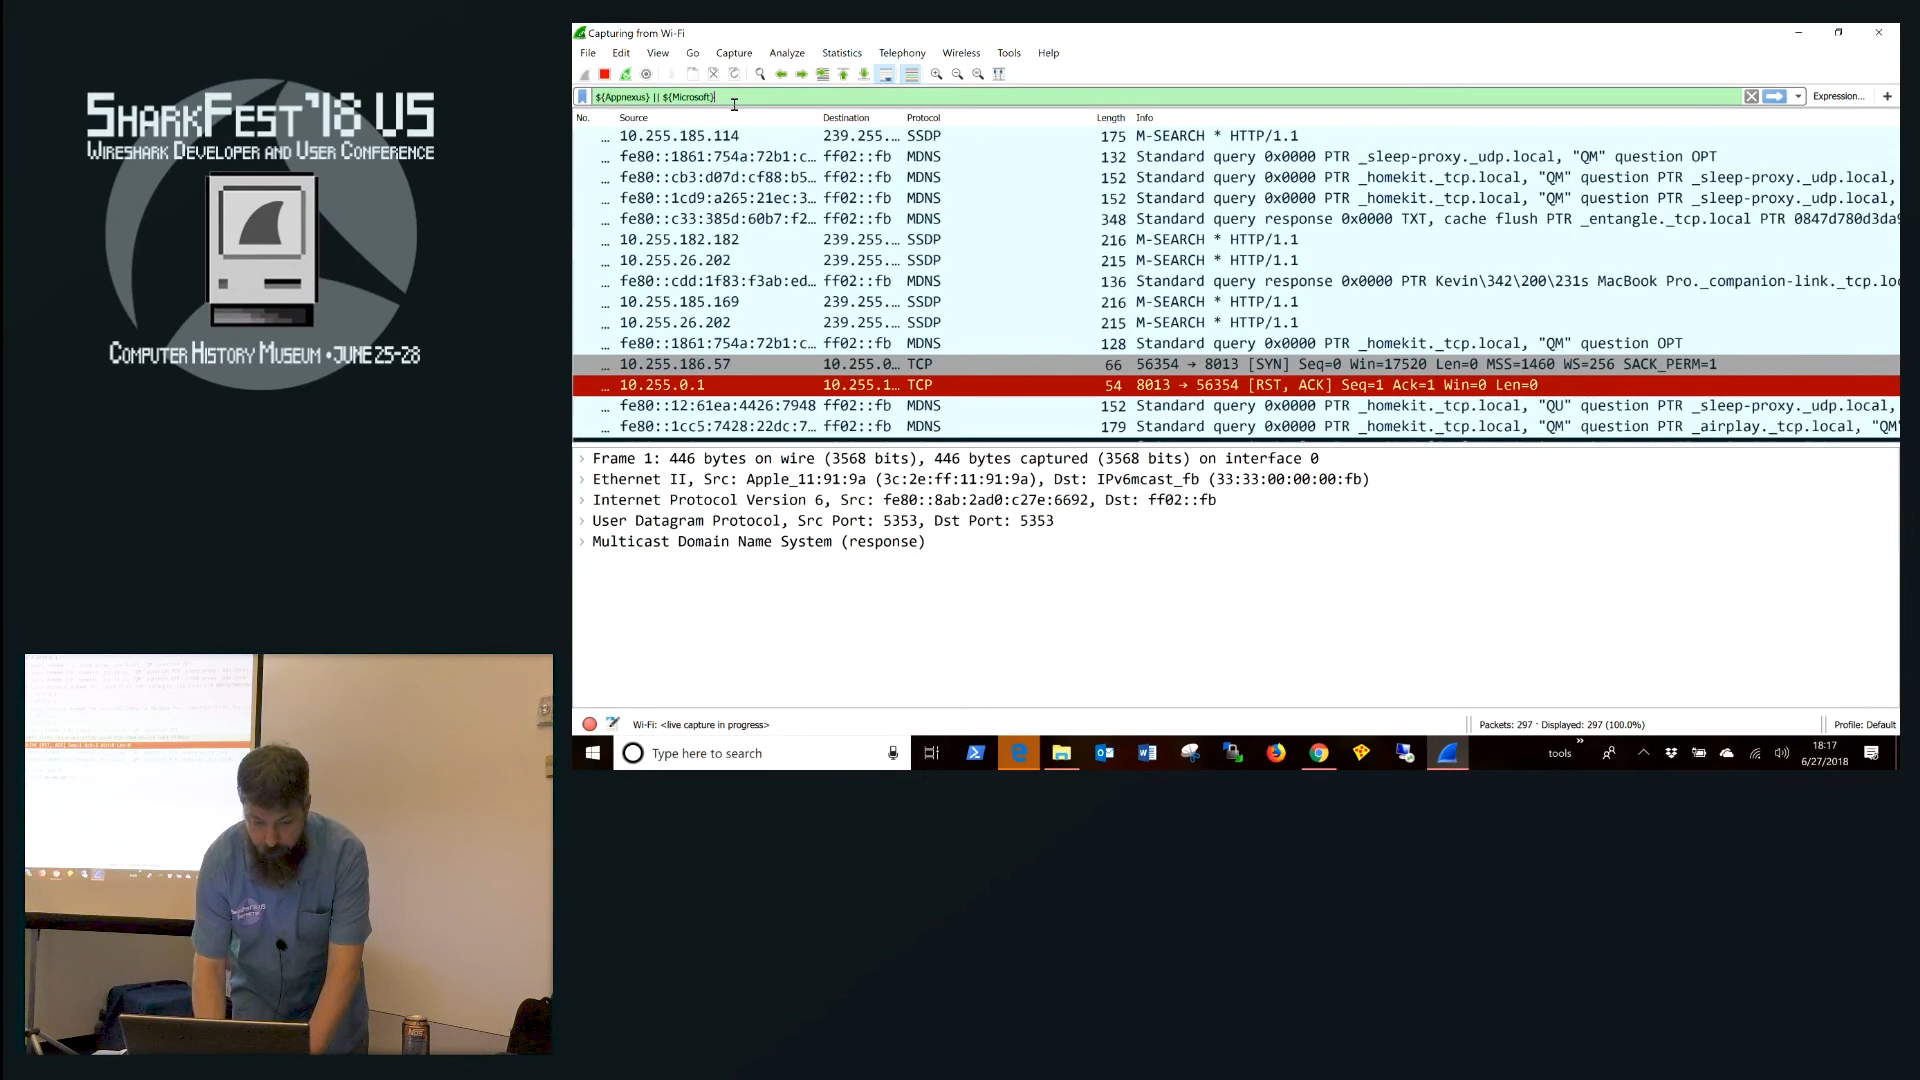 SharkFest '18 US
Wireshark Developer and User Conference
Computer History Museum • June 25-28
Capturing from Wi-Fi
File Edit View Go Capture Analyze Statistics Telephony Wireless Tools Help
${Appnexus} || ${Microsoft}
Expression... +
No. Source Destination Protocol Length Info
... 10.255.185.114 239.255.... SSDP 175 M-SEARCH * HTTP/1.1
... fe80::1861:754a:72b1:c... ff02::fb MDNS 132 Standard query 0x0000 PTR _sleep-proxy._udp.local, "QM" question OPT
... fe80::cb3:d07d:cf88:b5... ff02::fb MDNS 152 Standard query 0x0000 PTR _homekit._tcp.local, "QM" question PTR _sleep-proxy._udp.local,
... fe80::1cd9:a265:21ec:3... ff02::fb MDNS 152 Standard query 0x0000 PTR _homekit._tcp.local, "QM" question PTR _sleep-proxy._udp.local,
... fe80::c33:385d:60b7:f2... ff02::fb MDNS 348 Standard query response 0x0000 TXT, cache flush PTR _entangle._tcp.local PTR 0847d780d3da9
... 10.255.182.182 239.255.... SSDP 216 M-SEARCH * HTTP/1.1
... 10.255.26.202 239.255.... SSDP 215 M-SEARCH * HTTP/1.1
... fe80::cdd:1f83:f3ab:ed... ff02::fb MDNS 136 Standard query response 0x0000 PTR Kevin\342\200\231s MacBook Pro._companion-link._tcp.loc
... 10.255.185.169 239.255.... SSDP 216 M-SEARCH * HTTP/1.1
... 10.255.26.202 239.255.... SSDP 215 M-SEARCH * HTTP/1.1
... fe80::1861:754a:72b1:c... ff02::fb MDNS 128 Standard query 0x0000 PTR _homekit._tcp.local, "QM" question OPT
... 10.255.186.57 10.255.0... TCP 66 56354 → 8013 [SYN] Seq=0 Win=17520 Len=0 MSS=1460 WS=256 SACK_PERM=1
... 10.255.0.1 10.255.1... TCP 54 8013 → 56354 [RST, ACK] Seq=1 Ack=1 Win=0 Len=0
... fe80::12:61ea:4426:7948 ff02::fb MDNS 152 Standard query 0x0000 PTR _homekit._tcp.local, "QU" question PTR _sleep-proxy._udp.local,
... fe80::1cc5:7428:22dc:7... ff02::fb MDNS 179 Standard query 0x0000 PTR _homekit._tcp.local, "QM" question PTR _airplay._tcp.local, "QM"
Frame 1: 446 bytes on wire (3568 bits), 446 bytes captured (3568 bits) on interface 0
Ethernet II, Src: Apple_11:91:9a (3c:2e:ff:11:91:9a), Dst: IPv6mcast_fb (33:33:00:00:00:fb)
Internet Protocol Version 6, Src: fe80::8ab:2ad0:c27e:6692, Dst: ff02::fb
User Datagram Protocol, Src Port: 5353, Dst Port: 5353
Multicast Domain Name System (response)
Wi-Fi: <live capture in progress>
Packets: 297 · Displayed: 297 (100.0%)
Profile: Default
Type here to search
tools
18:17
6/27/2018
NOS